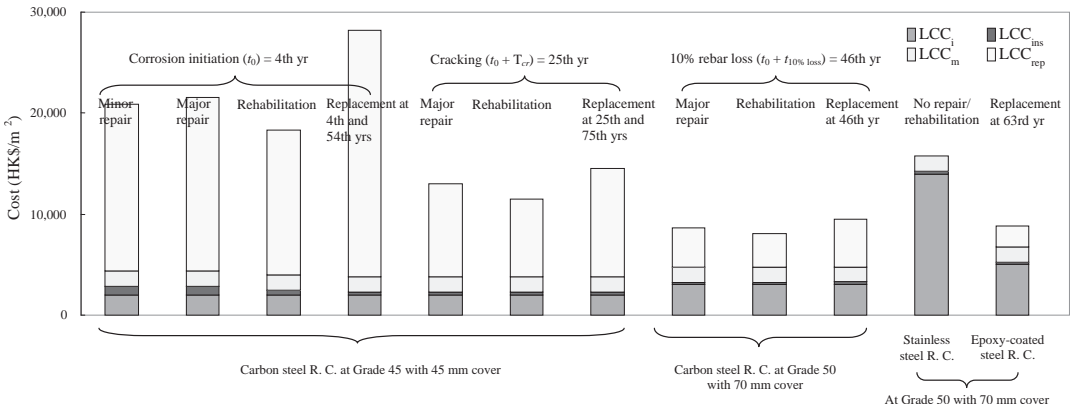 30,000
20,000
10,000
0
Cost (HK$/m²)
LCCi
LCCins
LCCm
LCCrep
Corrosion initiation (t0) = 4th yr
Cracking (t0 + Tcr) = 25th yr
10% rebar loss (t0 + t10% loss) = 46th yr
Minor
repair
Major
repair
Rehabilitation
Replacement at
4th and
54th yrs
Major
repair
Rehabilitation
Replacement
at 25th and
75th yrs
Major
repair
Rehabilitation
Replacement
at 46th yr
No repair/
rehabilitation
Replacement
at 63rd yr
Carbon steel R. C. at Grade 45 with 45 mm cover
Carbon steel R. C. at Grade 50
with 70 mm cover
Stainless
steel R. C.
Epoxy-coated
steel R. C.
At Grade 50 with 70 mm cover